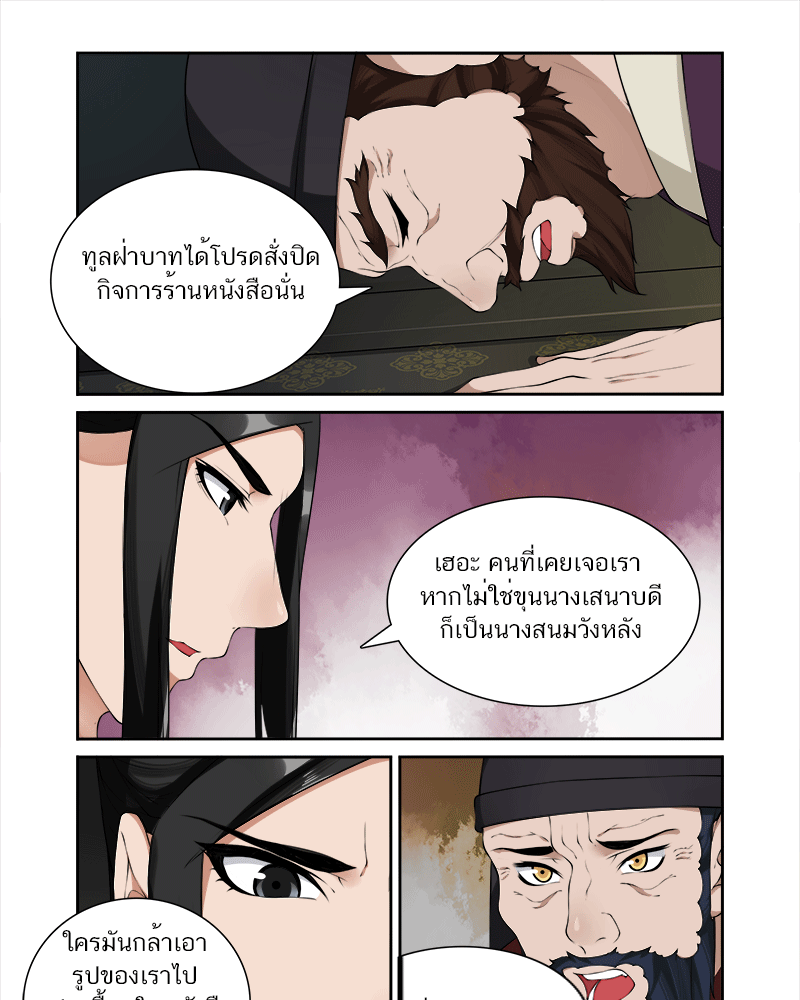 ทูลฝ่าบาทได้โปรดสั่งปิด
กิจการร้านหนังสือนั่น
เฮอะ คนที่เคยเจอเรา
หากไม่ใช่ขุนนางเสนาบดี
ก็เป็นนางสนมวังหลัง
ใครมันกล้าเอา
รูปของเราไป